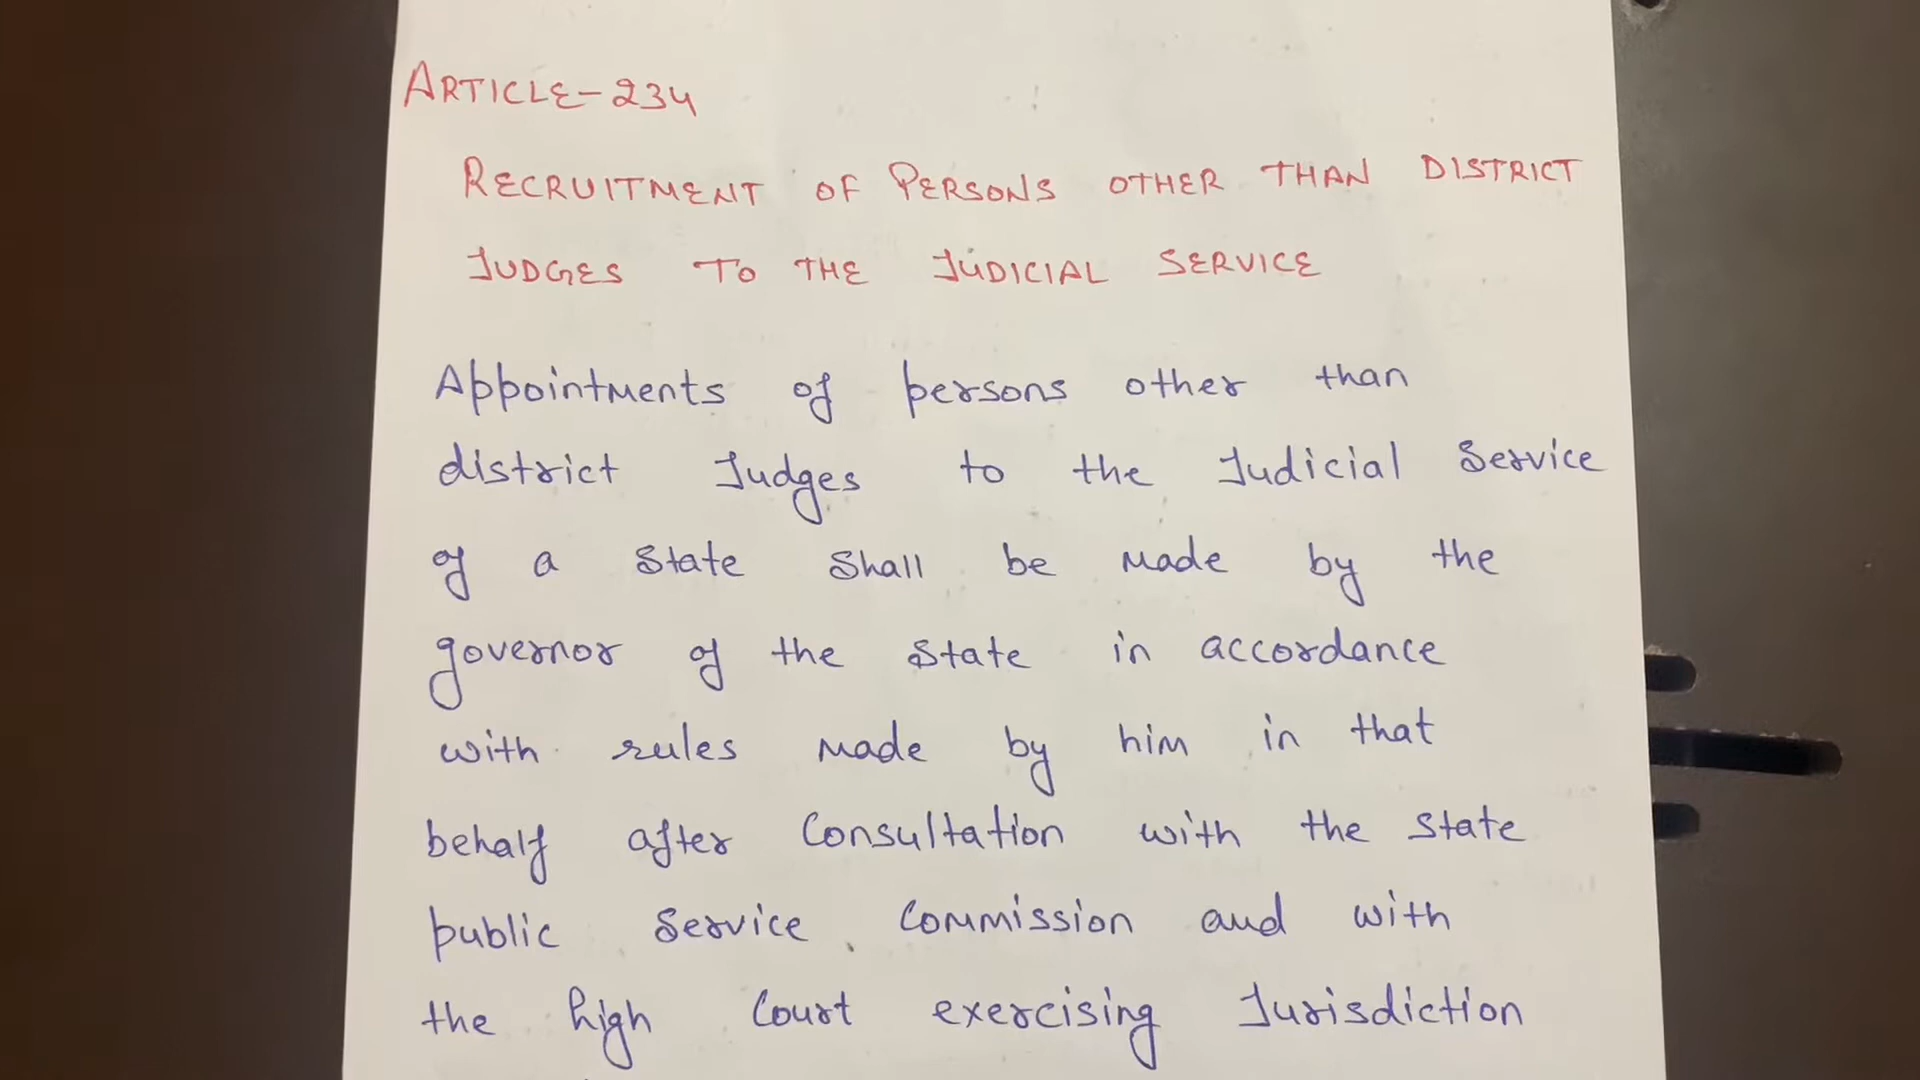 ARTICLE-234
RECRUITMENT OF PERSONS OTHER THAN DISTRICT
JUDGES TO THE JUDICIAL SERVICE
Appointments of persons other than
district Judges to the Judicial Service
of a State Shall be made by the
governor of the State in accordance
with rules made by him in that
behalf after Consultation with the State
public Service Commission and with
the high Court exercising Jurisdiction